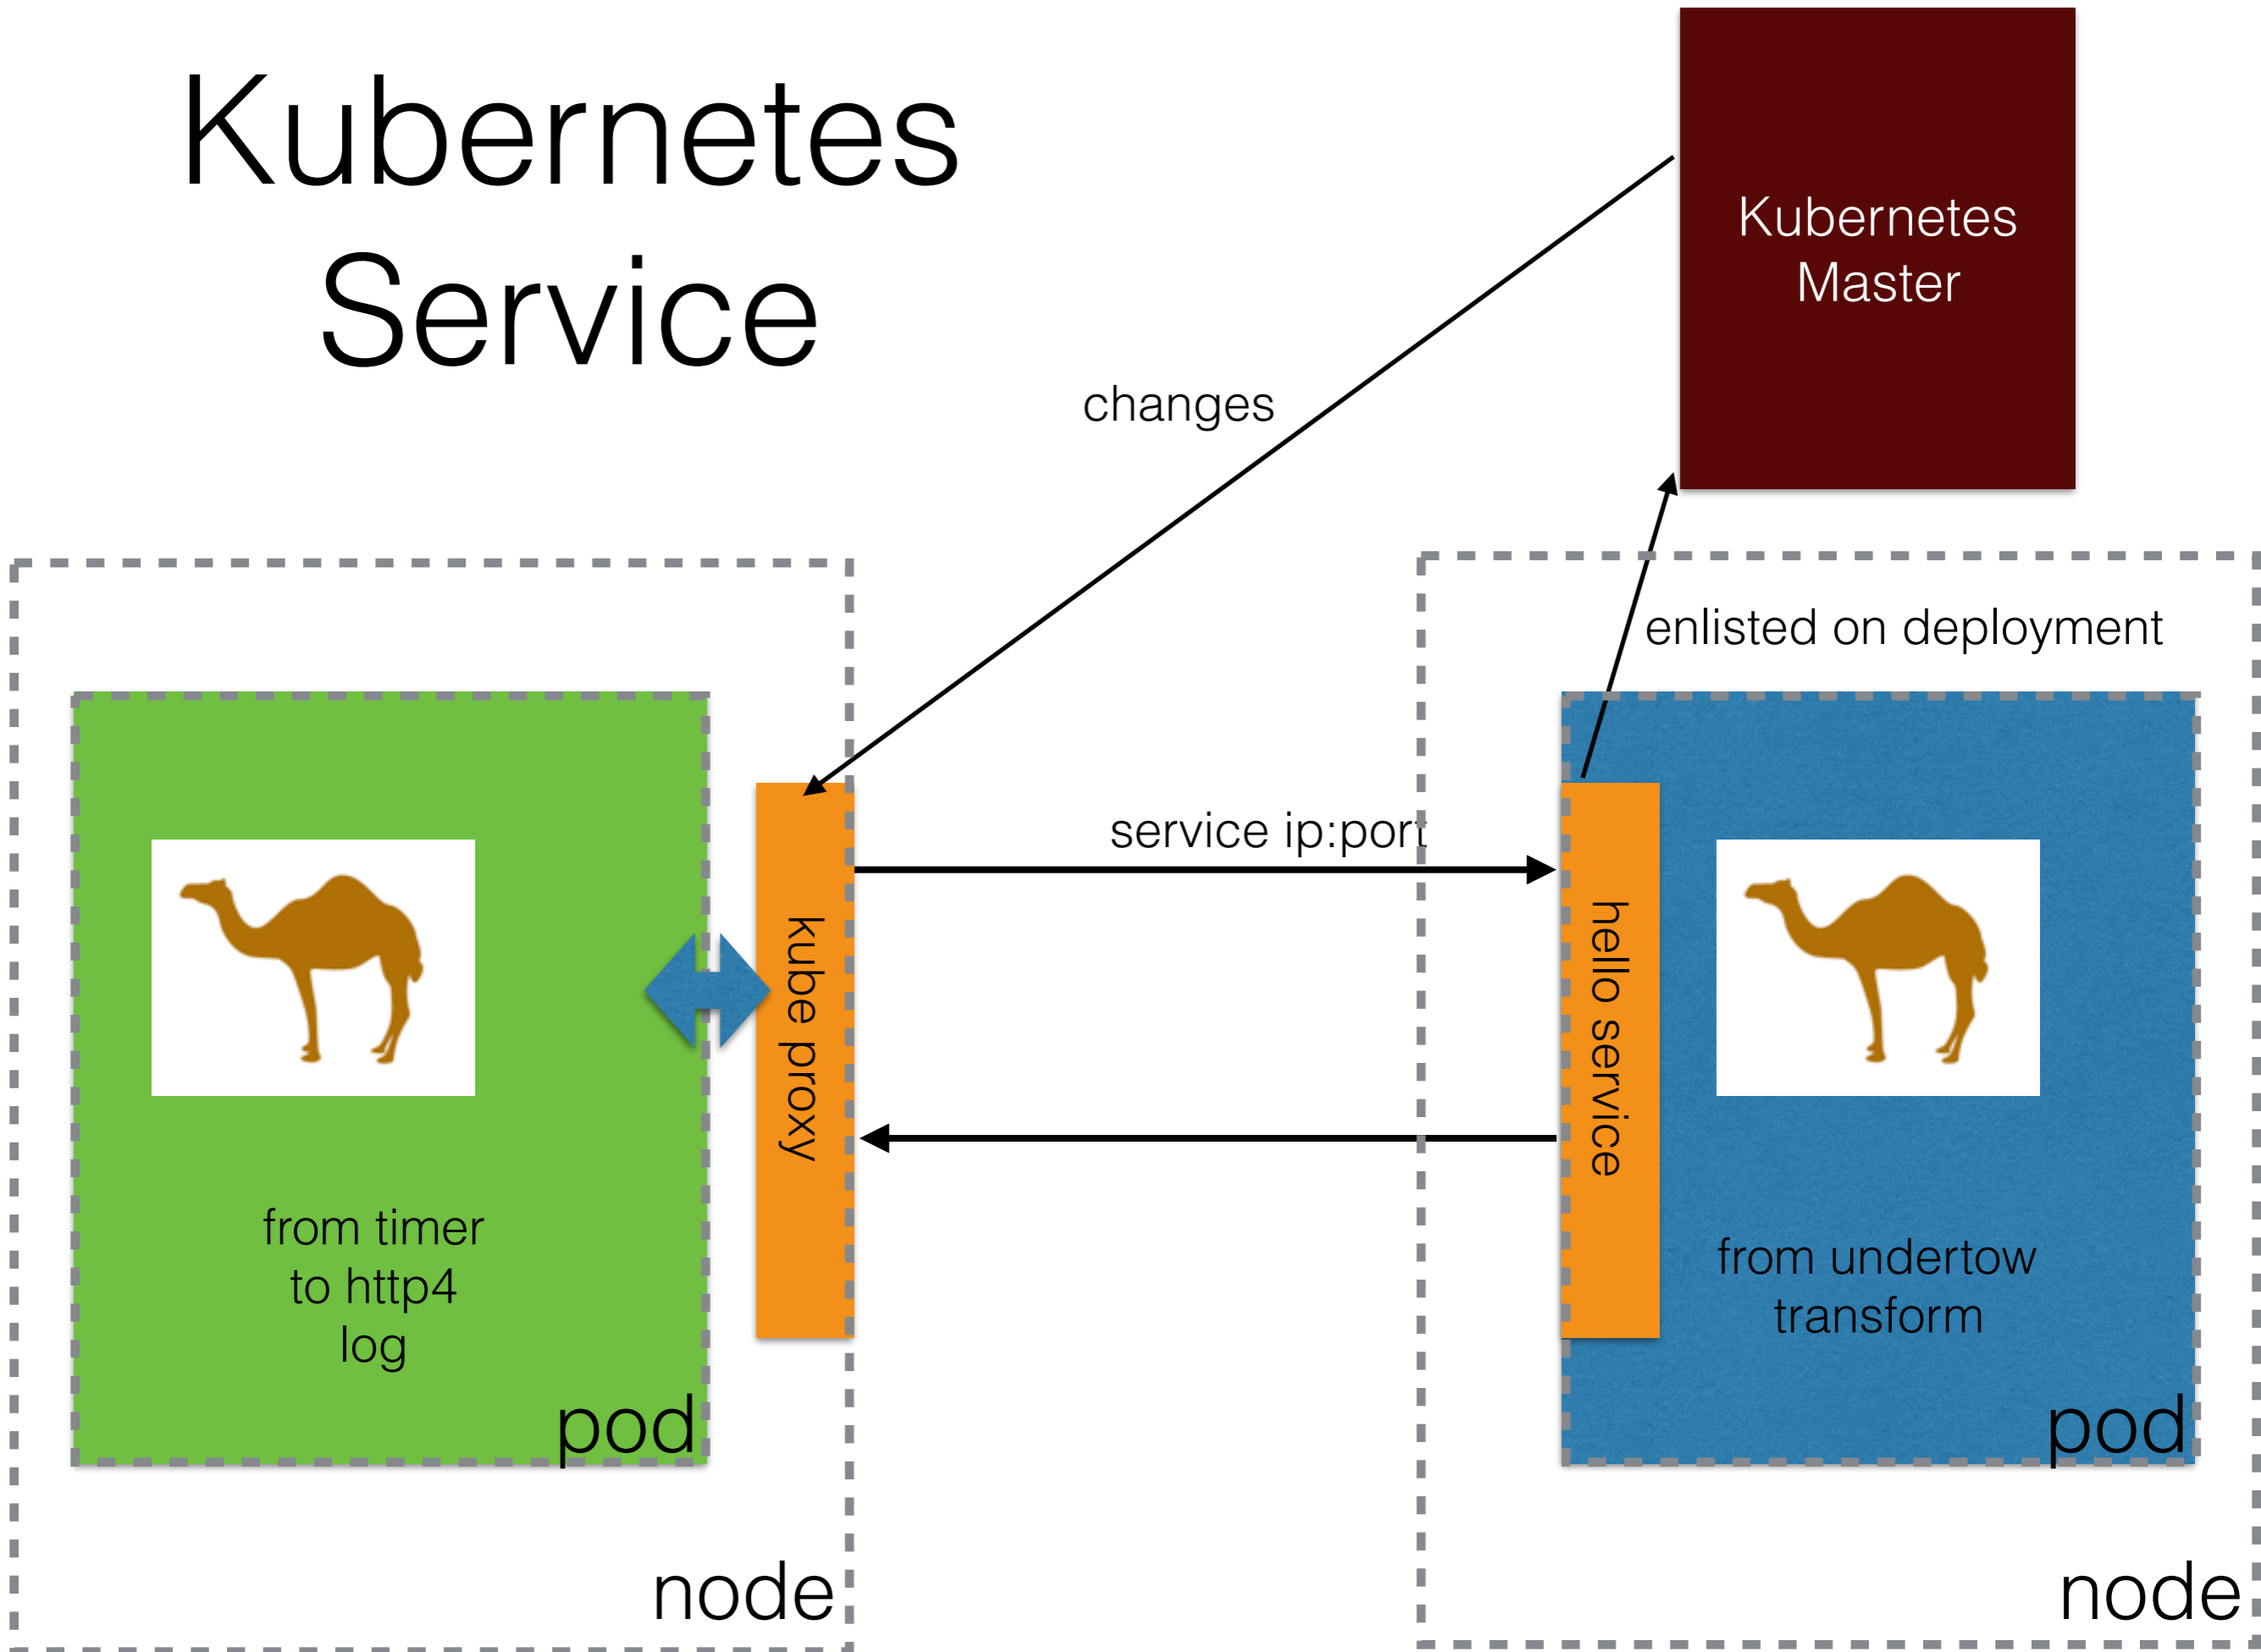 Kubernetes
Service
Kubernetes
Master
changes
enlisted on deployment
service ip:port
kube proxy
hello service
from timer
to http4
log
pod
node
from undertow
transform
pod
node